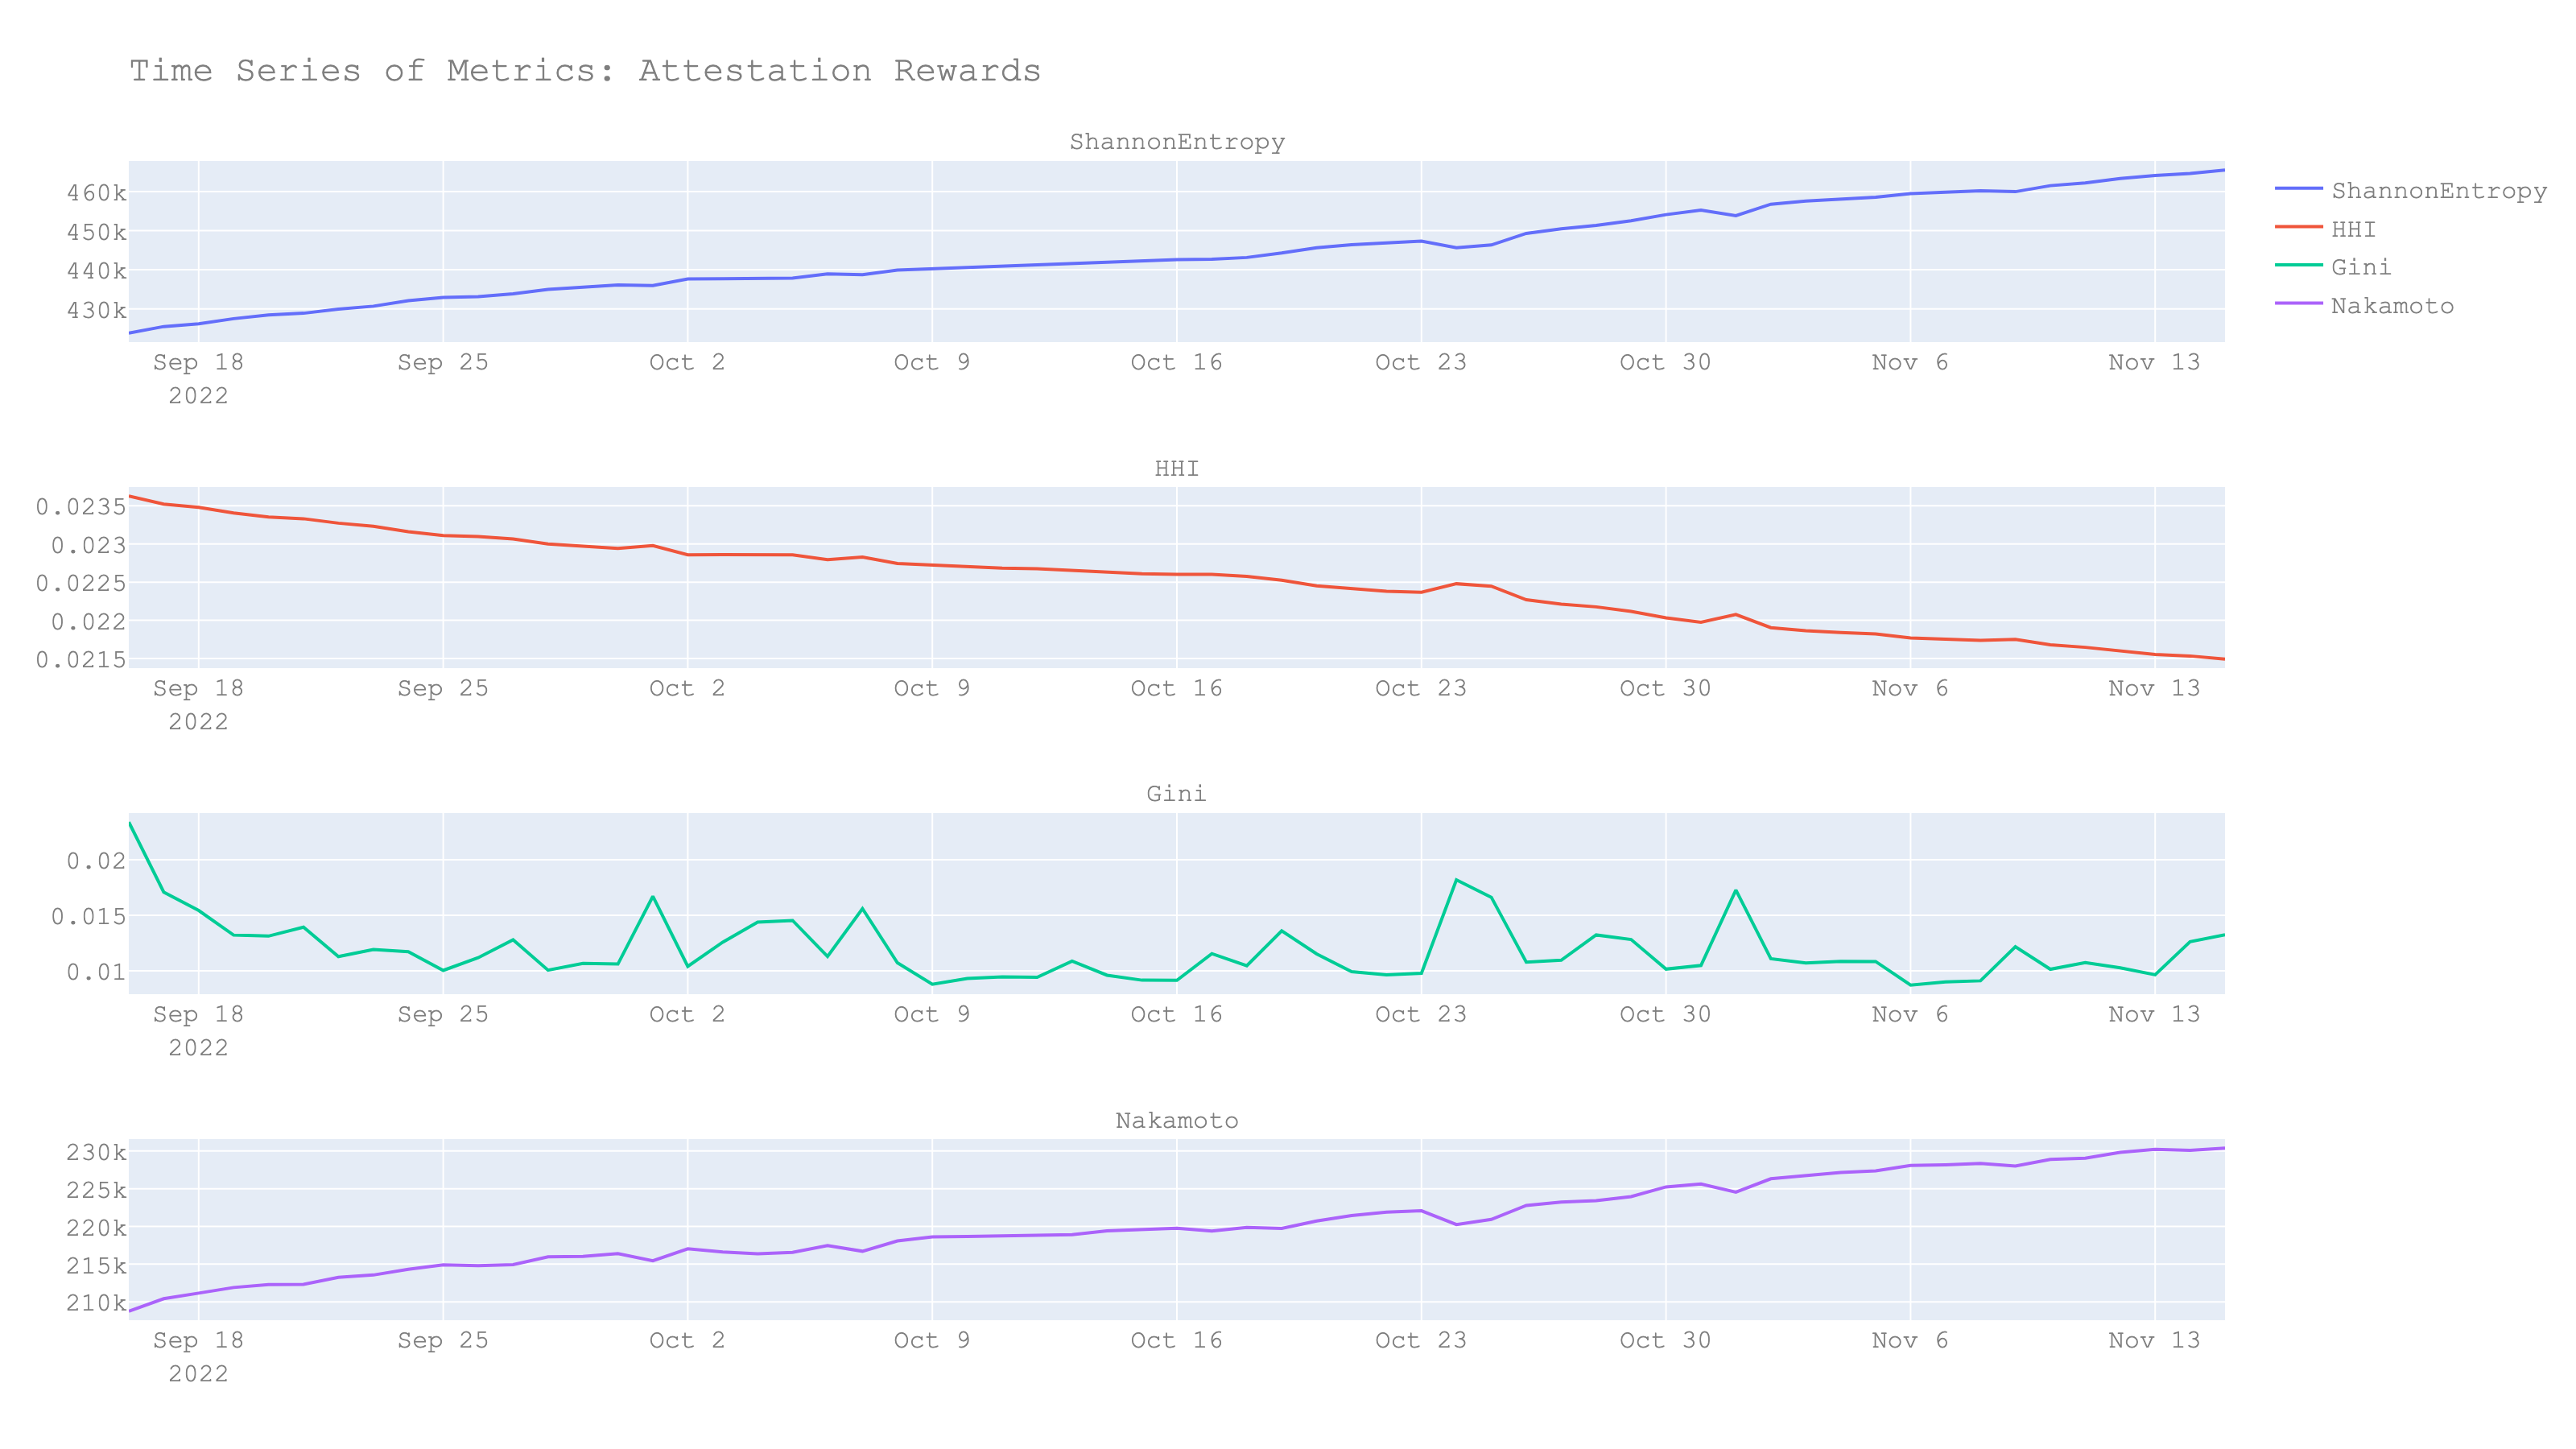 Time Series of Metrics: Attestation Rewards
ShannonEntropy
460k
450k
440k
430k
Sep 18 Sep 25 Oct 2 Oct 9 Oct 16 Oct 23 Oct 30 Nov 6 Nov 13
2022
ShannonEntropy
HHI
Gini
Nakamoto
HHI
0.0235
0.023
0.0225
0.022
0.0215
Sep 18 Sep 25 Oct 2 Oct 9 Oct 16 Oct 23 Oct 30 Nov 6 Nov 13
2022
Gini
0.02
0.015
0.01
Sep 18 Sep 25 Oct 2 Oct 9 Oct 16 Oct 23 Oct 30 Nov 6 Nov 13
2022
Nakamoto
230k
225k
220k
215k
210k
Sep 18 Sep 25 Oct 2 Oct 9 Oct 16 Oct 23 Oct 30 Nov 6 Nov 13
2022